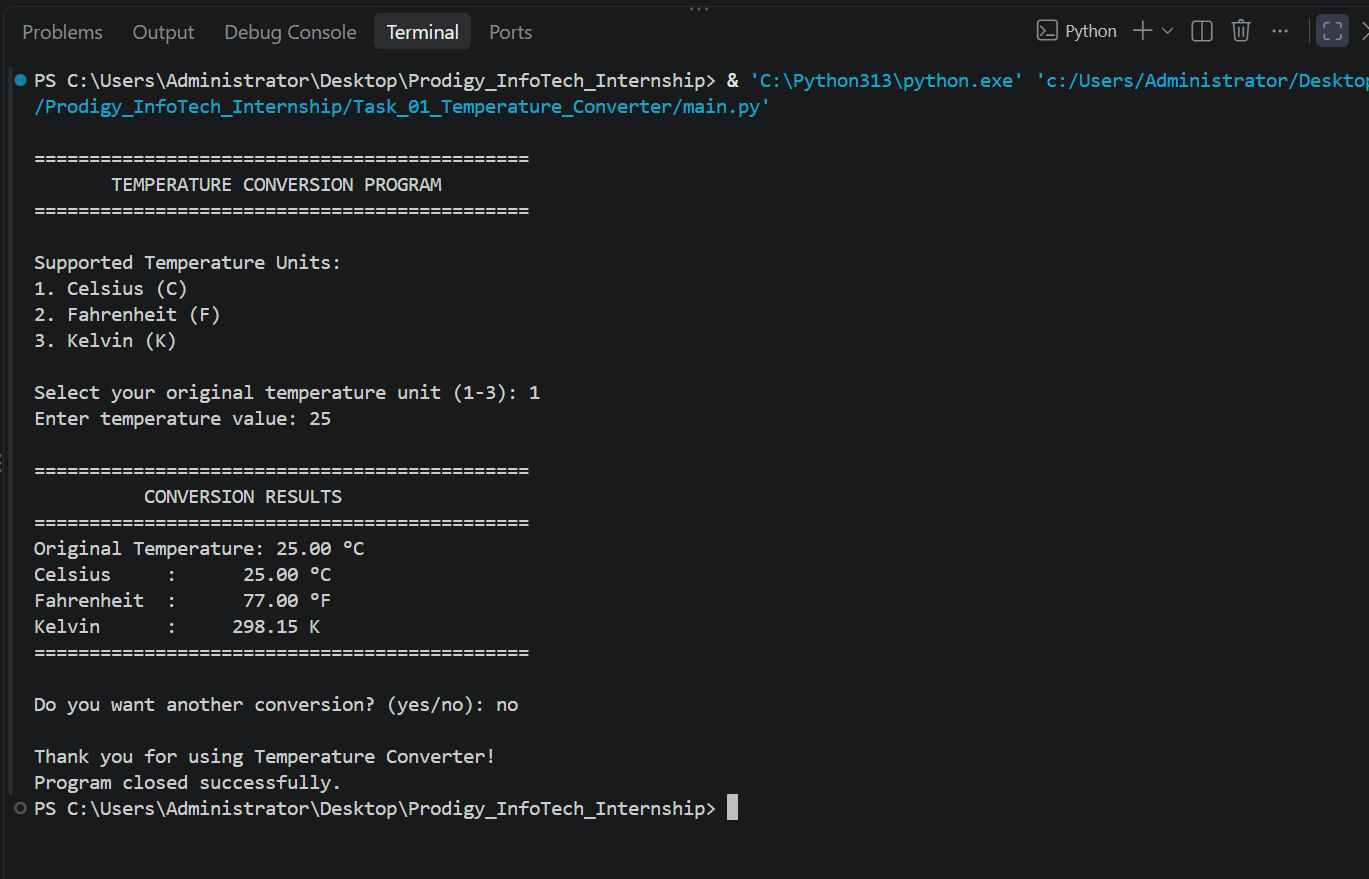 Problems Output Debug Console Terminal Ports Python
PS C:\Users\Administrator\Desktop\Prodigy_InfoTech_Internship> & 'C:\Python313\python.exe' 'c:/Users/Administrator/Desktop
/Prodigy_InfoTech_Internship/Task_01_Temperature_Converter/main.py'
=============================================
TEMPERATURE CONVERSION PROGRAM
=============================================
Supported Temperature Units:
1. Celsius (C)
2. Fahrenheit (F)
3. Kelvin (K)
Select your original temperature unit (1-3): 1
Enter temperature value: 25
=============================================
CONVERSION RESULTS
=============================================
Original Temperature: 25.00 °C
Celsius     :      25.00 °C
Fahrenheit  :      77.00 °F
Kelvin      :     298.15 K
=============================================
Do you want another conversion? (yes/no): no
Thank you for using Temperature Converter!
Program closed successfully.
PS C:\Users\Administrator\Desktop\Prodigy_InfoTech_Internship>